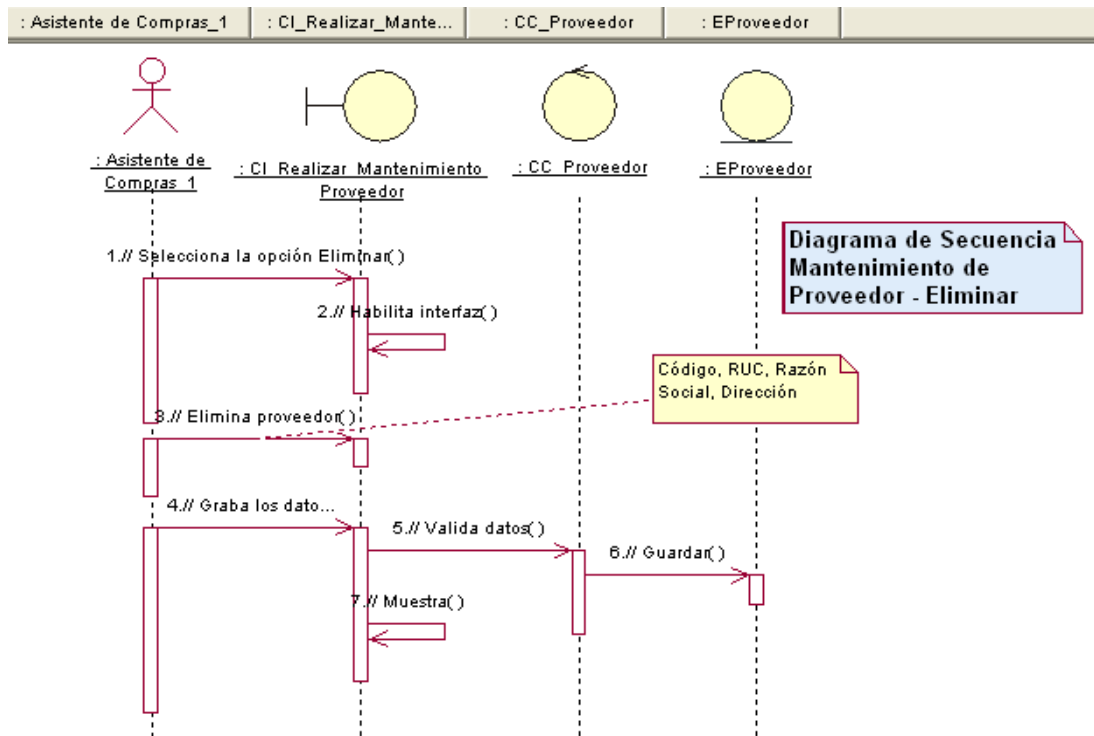 : Asistente de Compras_1
: CI_Realizar_Mante...
: CC_Proveedor
: EProveedor
: Asistente de
Compras_1
: CI_Realizar_Mantenimiento_
Proveedor
: CC_Proveedor
: EProveedor
Diagrama de Secuencia
Mantenimiento de
Proveedor - Eliminar
1.// Selecciona la opción Eliminar( )
2.// Habilita interfaz( )
Código, RUC, Razón
Social, Dirección
3.// Elimina proveedor( )
4.// Graba los dato...
5.// Valida datos( )
6.// Guardar( )
7.// Muestra( )